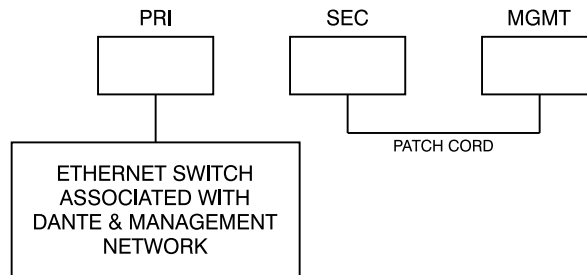 PRI SEC MGMT
PATCH CORD
ETHERNET SWITCH
ASSOCIATED WITH
DANTE & MANAGEMENT
NETWORK